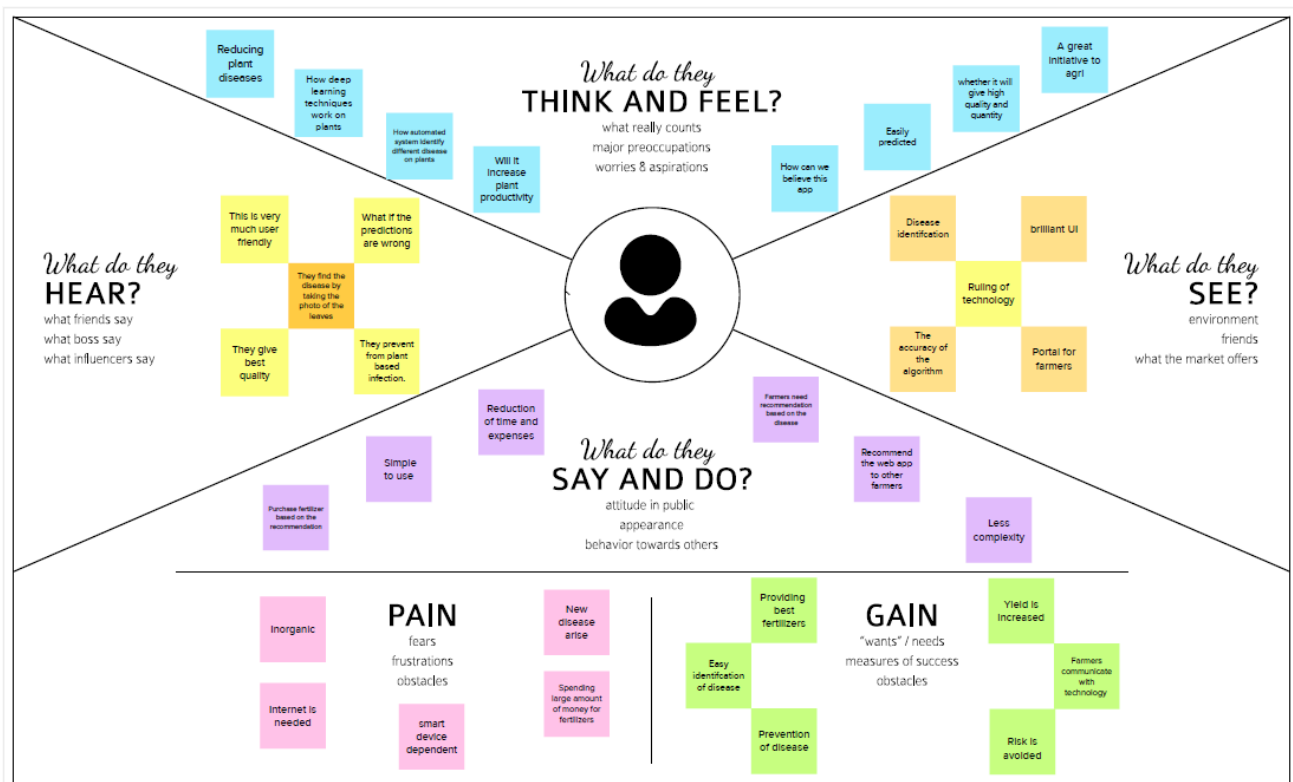 Reducing
plant
diseases
How deep
learning
techniques
work on
plants
How automated
system identify
different disease
on plants
Will it
increase
plant
productivity
What do they
THINK AND FEEL?
what really counts
major preoccupations
worries & aspirations
How can we
believe this
app
Easily
predicted
whether it will
give high
quality and
quantity
A great
initiative to
agri
What do they
HEAR?
what friends say
what boss say
what influencers say
This is very
much user
friendly
What if the
predictions
are wrong
They find the
disease by
taking the
photo of the
leaves
They give
best
quality
They prevent
from plant
based
infection.
Disease
identifcation
brilliant UI
Ruling of
technology
The
accuracy of
the
algorithm
Portal for
farmers
What do they
SEE?
environment
friends
what the market offers
Purchase fertilizer
based on the
recommendation
Simple
to use
Reduction
of time and
expenses
What do they
SAY AND DO?
attitude in public
appearance
behavior towards others
Farmers need
recommendation
based on the
disease
Recommend
the web app
to other
farmers
Less
complexity
Inorganic
Internet is
needed
PAIN
fears
frustrations
obstacles
smart
device
dependent
New
disease
arise
Spending
large amount
of money for
fertilizers
Providing
best
fertilizers
Easy
identifcation
of disease
Prevention
of disease
GAIN
"wants" / needs
measures of success
obstacles
Yield is
increased
Farmers
communicate
with
technology
Risk is
avoided